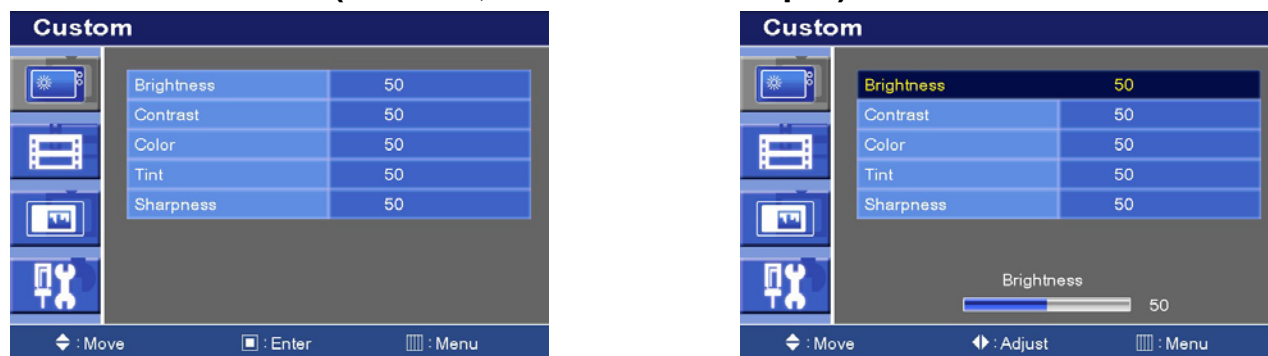 Custom
Brightness 50
Contrast 50
Color 50
Tint 50
Sharpness 50
: Move : Enter : Menu
Custom
Brightness 50
Contrast 50
Color 50
Tint 50
Sharpness 50
Brightness
50
: Move : Adjust : Menu